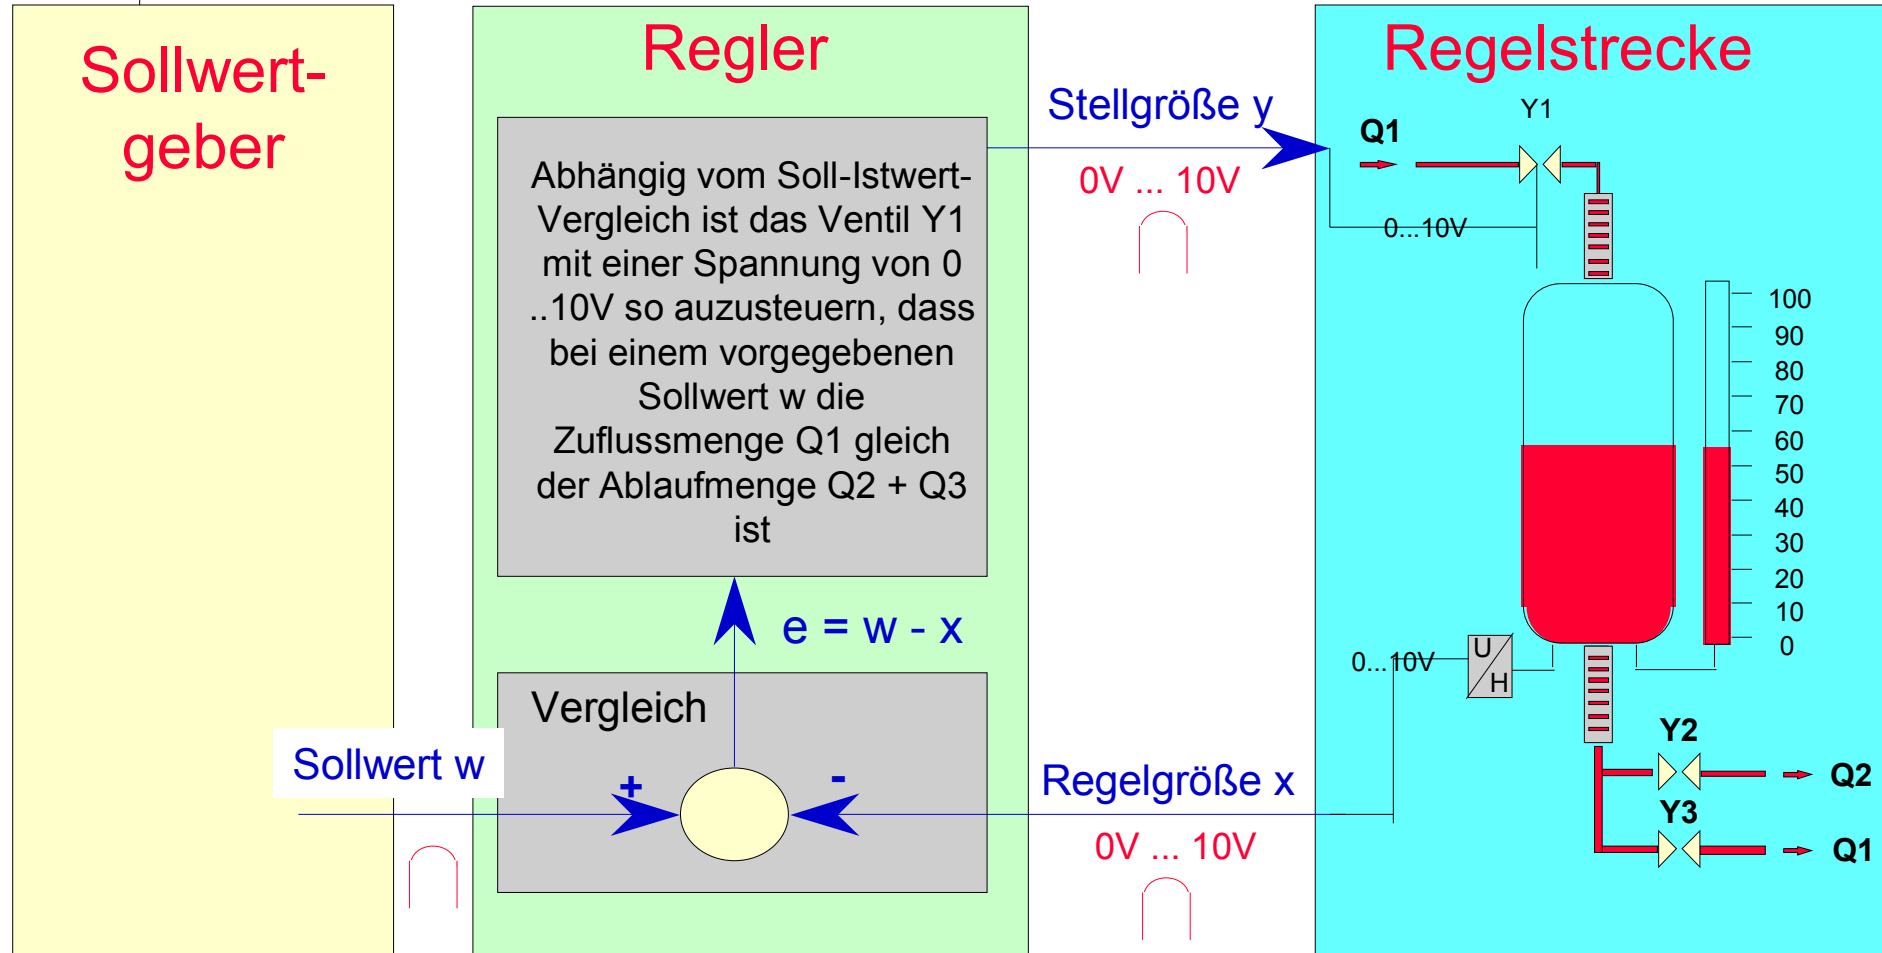 Sollwert-
geber
Regler
Abhängig vom Soll-Istwert-
Vergleich ist das Ventil Y1
mit einer Spannung von 0
..10V so auzusteuern, dass
bei einem vorgegebenen
Sollwert w die
Zuflussmenge Q1 gleich
der Ablaufmenge Q2 + Q3
ist
e = w - x
Vergleich
Sollwert w
+
-
Stellgröße y
0V ... 10V
Regelgröße x
0V ... 10V
Regelstrecke
Y1
Q1
0...10V
100
90
80
70
60
50
40
30
20
10
0
0...10V
U
H
Y2
Q2
Y3
Q1